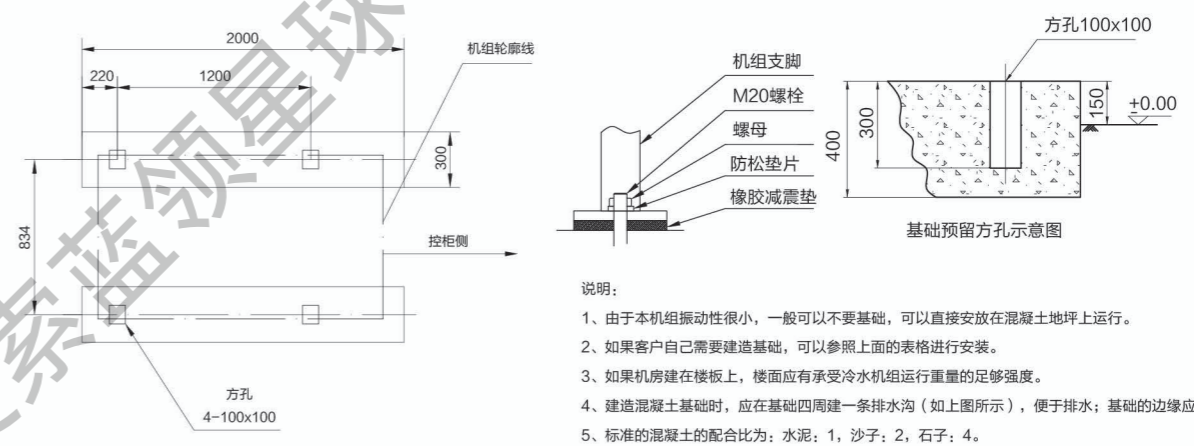 2000
220
1200
机组轮廓线
300
834
控柜侧
方孔
4-100x100
机组支脚
M20螺栓
螺母
防松垫片
橡胶减震垫
方孔100x100
400
300
150
±0.00
基础预留方孔示意图
说明：
1、由于本机组振动性很小，一般可以不要基础，可以直接安放在混凝土地坪上运行。
2、如果客户自己需要建造基础，可以参照上面的表格进行安装。
3、如果机房建在楼板上，楼面应有承受冷水机组运行重量的足够强度。
4、建造混凝土基础时，应在基础四周建一条排水沟（如上图所示），便于排水；基础的边缘应
5、标准的混凝土的配合比为：水泥：1，沙子：2，石子：4。
索蓝领星球